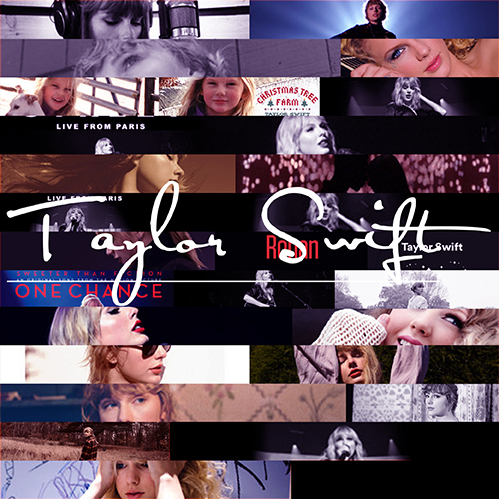 CHRISTMAS TREE
FARM
TAYLOR SWIFT
LIVE FROM PARIS
LIVE FROM PARIS
Taylor Swift
Ronan
Taylor Swift
SWEETER THAN FICTION
ONE CHANCE